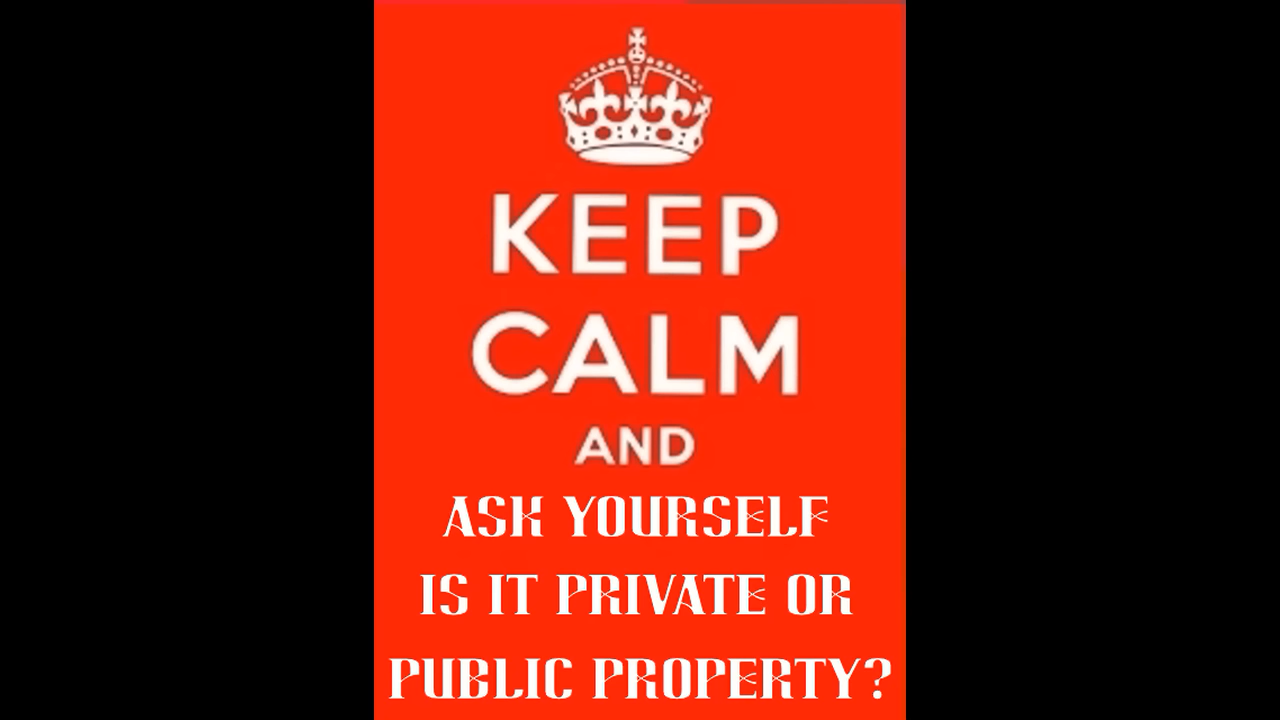 KEEP
CALM
AND
ASK YOURSELF
IS IT PRIVATE OR
PUBLIC PROPERTY?